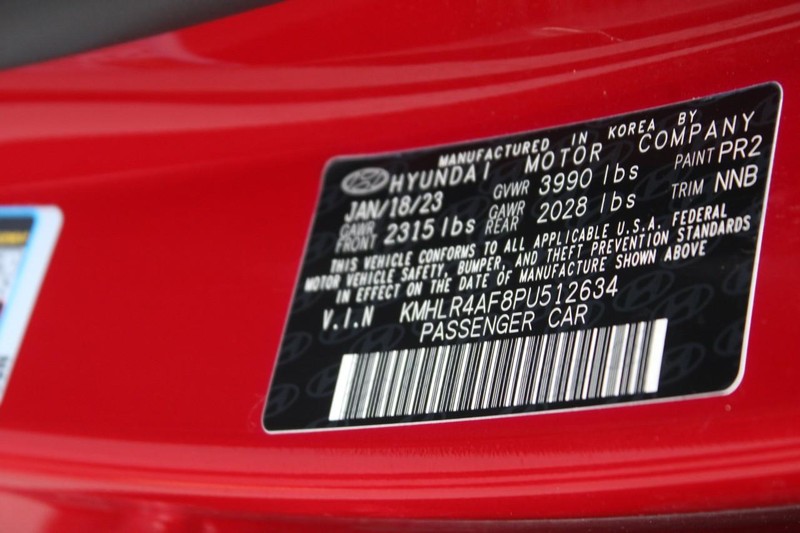 MANUFACTURED IN KOREA BY
HYUNDAI MOTOR COMPANY
JAN/18/23 GVWR 3990 lbs PAINT PR2
GAWR FRONT 2315 lbs GAWR REAR 2028 lbs TRIM NNB
THIS VEHICLE CONFORMS TO ALL APPLICABLE U.S.A. FEDERAL
MOTOR VEHICLE SAFETY, BUMPER, AND THEFT PREVENTION STANDARDS
IN EFFECT ON THE DATE OF MANUFACTURE SHOWN ABOVE
V.I.N KMHLR4AF8PU512634
PASSENGER CAR